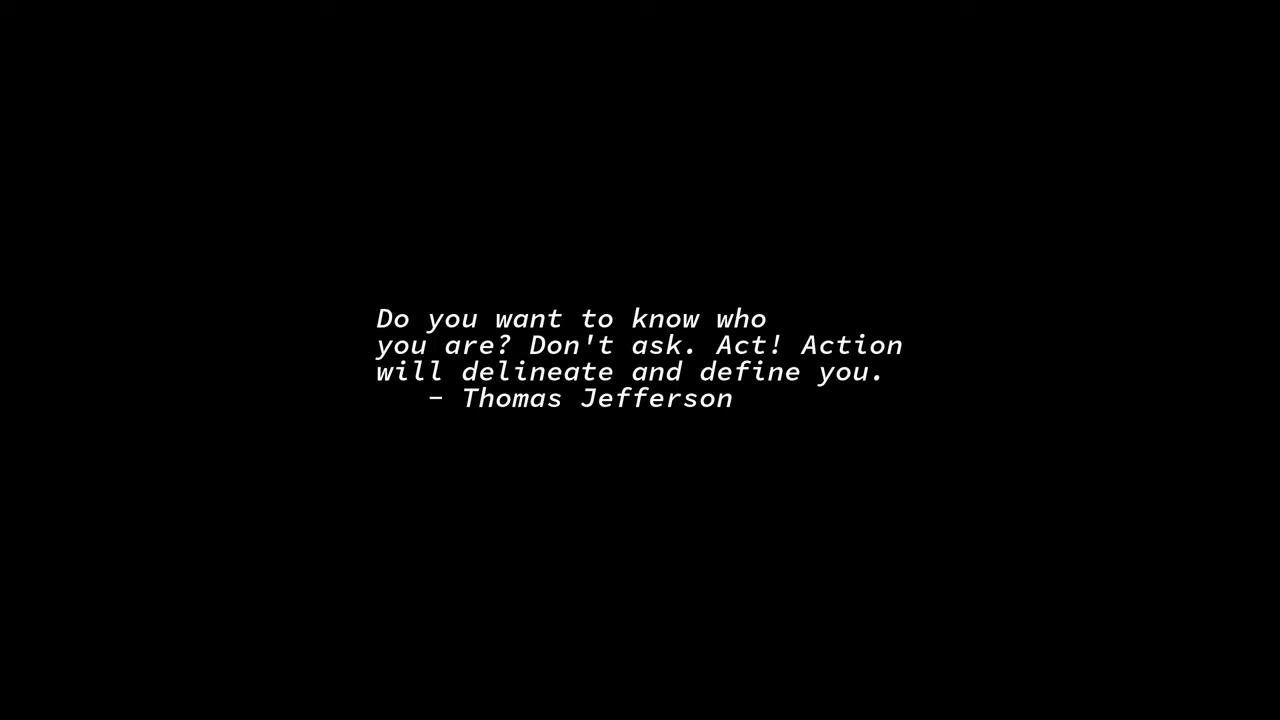 Do you want to know who
you are? Don't ask. Act! Action
will delineate and define you.
– Thomas Jefferson